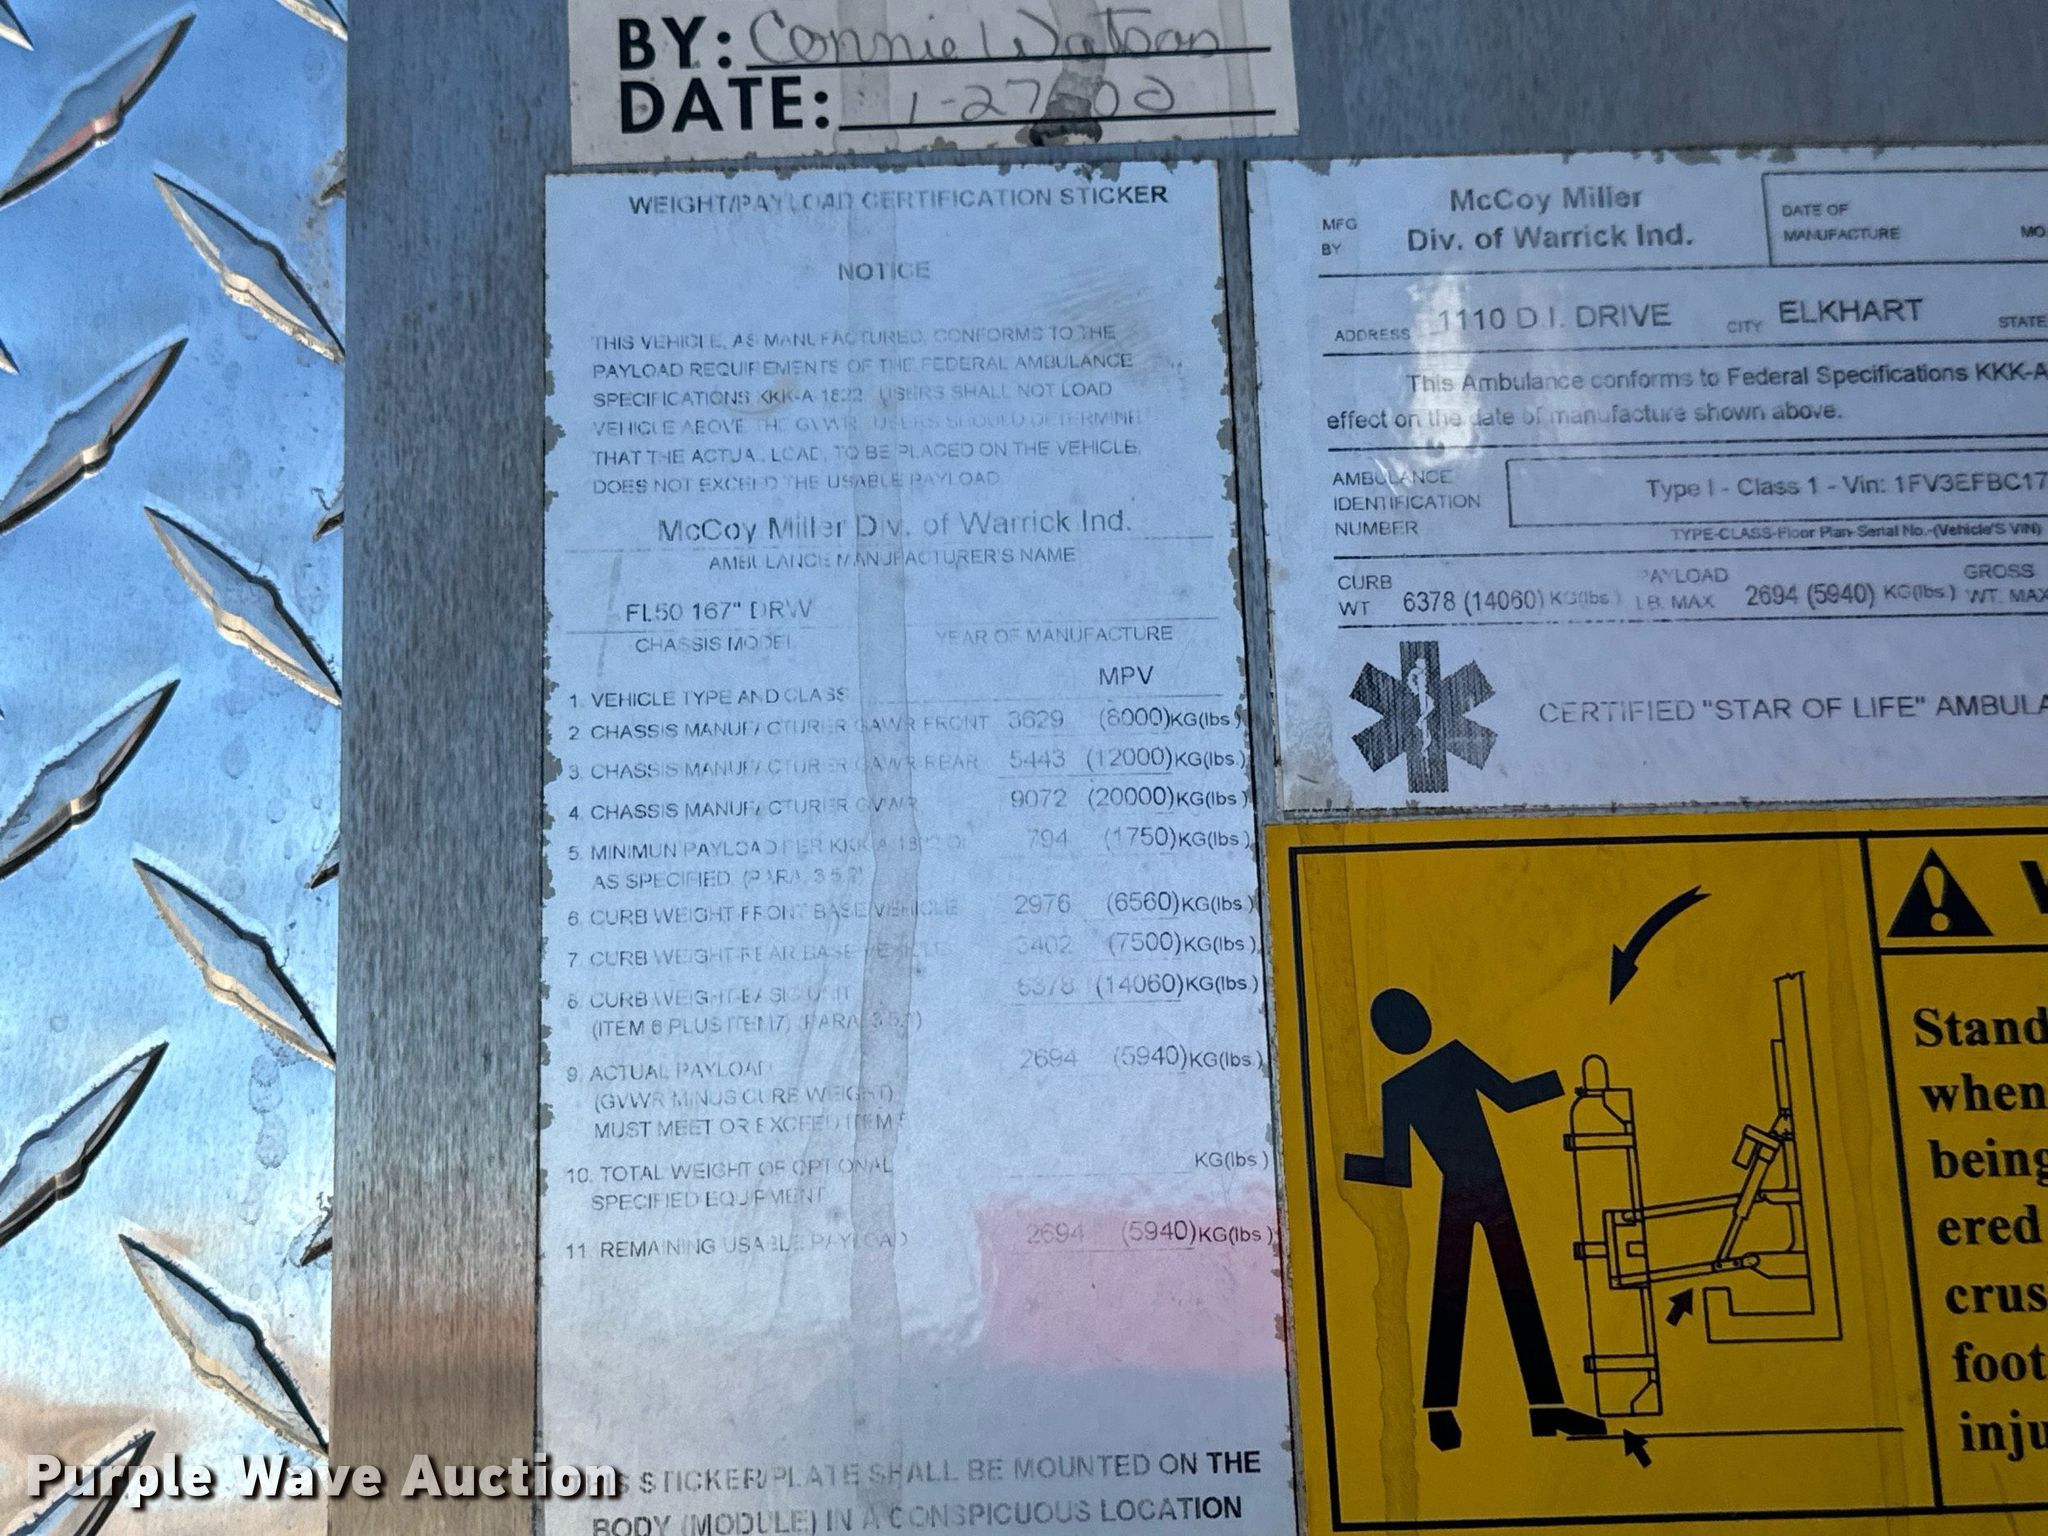 BY: Connie Watson
DATE: 1-27-00
WEIGHT/PAYLOAD CERTIFICATION STICKER
NOTICE
THIS VEHICLE, AS MANUFACTURED, CONFORMS TO THE
PAYLOAD REQUIREMENTS OF THE FEDERAL AMBULANCE
SPECIFICATIONS KKK-A 1822. USERS SHALL NOT LOAD
VEHICLE ABOVE THE GVWR. USERS SHOULD DETERMINE
THAT THE ACTUAL LOAD, TO BE PLACED ON THE VEHICLE,
DOES NOT EXCEED THE USABLE PAYLOAD
McCoy Miller Div. of Warrick Ind.
AMBULANCE MANUFACTURER'S NAME
FL50 167" DRW
CHASSIS MODEL YEAR OF MANUFACTURE
MPV
1. VEHICLE TYPE AND CLASS
2 CHASSIS MANUFACTURER GAWR FRONT 3629 (8000)KG(lbs.)
3. CHASSIS MANUFACTURER GAWR REAR 5443 (12000)KG(lbs.)
4 CHASSIS MANUFACTURER GVWR 9072 (20000)KG(lbs.)
5. MINIMUN PAYLOAD PER KKK-A 1822 OR 794 (1750)KG(lbs.)
AS SPECIFIED. (PARA. 3.5.2)
6 CURB WEIGHT-FRONT BASE VEHICLE 2976 (6560)KG(lbs.)
7. CURB WEIGHT-REAR BASE VEHICLE 3402 (7500)KG(lbs.)
8 CURB WEIGHT-BASIC UNIT 6378 (14060)KG(lbs.)
(ITEM 6 PLUS ITEM 7) (PARA. 3.5.)
9. ACTUAL PAYLOAD 2694 (5940)KG(lbs.)
(GVWR MINUS CURB WEIGHT)
MUST MEET OR EXCEED ITEM 5
10. TOTAL WEIGHT OF OPTIONAL KG(lbs.)
SPECIFIED EQUIPMENT
11. REMAINING USABLE PAYLOAD 2694 (5940)KG(lbs.)
S STICKER/PLATE SHALL BE MOUNTED ON THE
BODY (MODULE) IN A CONSPICUOUS LOCATION
MFG BY McCoy Miller
Div. of Warrick Ind.
DATE OF
MANUFACTURE MO
ADDRESS 1110 D.I. DRIVE CITY ELKHART STATE
This Ambulance conforms to Federal Specifications KKK-A
effect on the date of manufacture shown above.
AMBULANCE
IDENTIFICATION
NUMBER
Type I - Class 1 - Vin: 1FV3EFBC17
TYPE-CLASS-Floor Plan-Serial No.-(Vehicle'S VIN)
CURB WT 6378 (14060) KG(lbs.) PAYLOAD LB. MAX 2694 (5940) KG(lbs.) GROSS WT. MAX
CERTIFIED "STAR OF LIFE" AMBULA
Stand
when
being
ered
crus
foot
inju
Purple Wave Auction